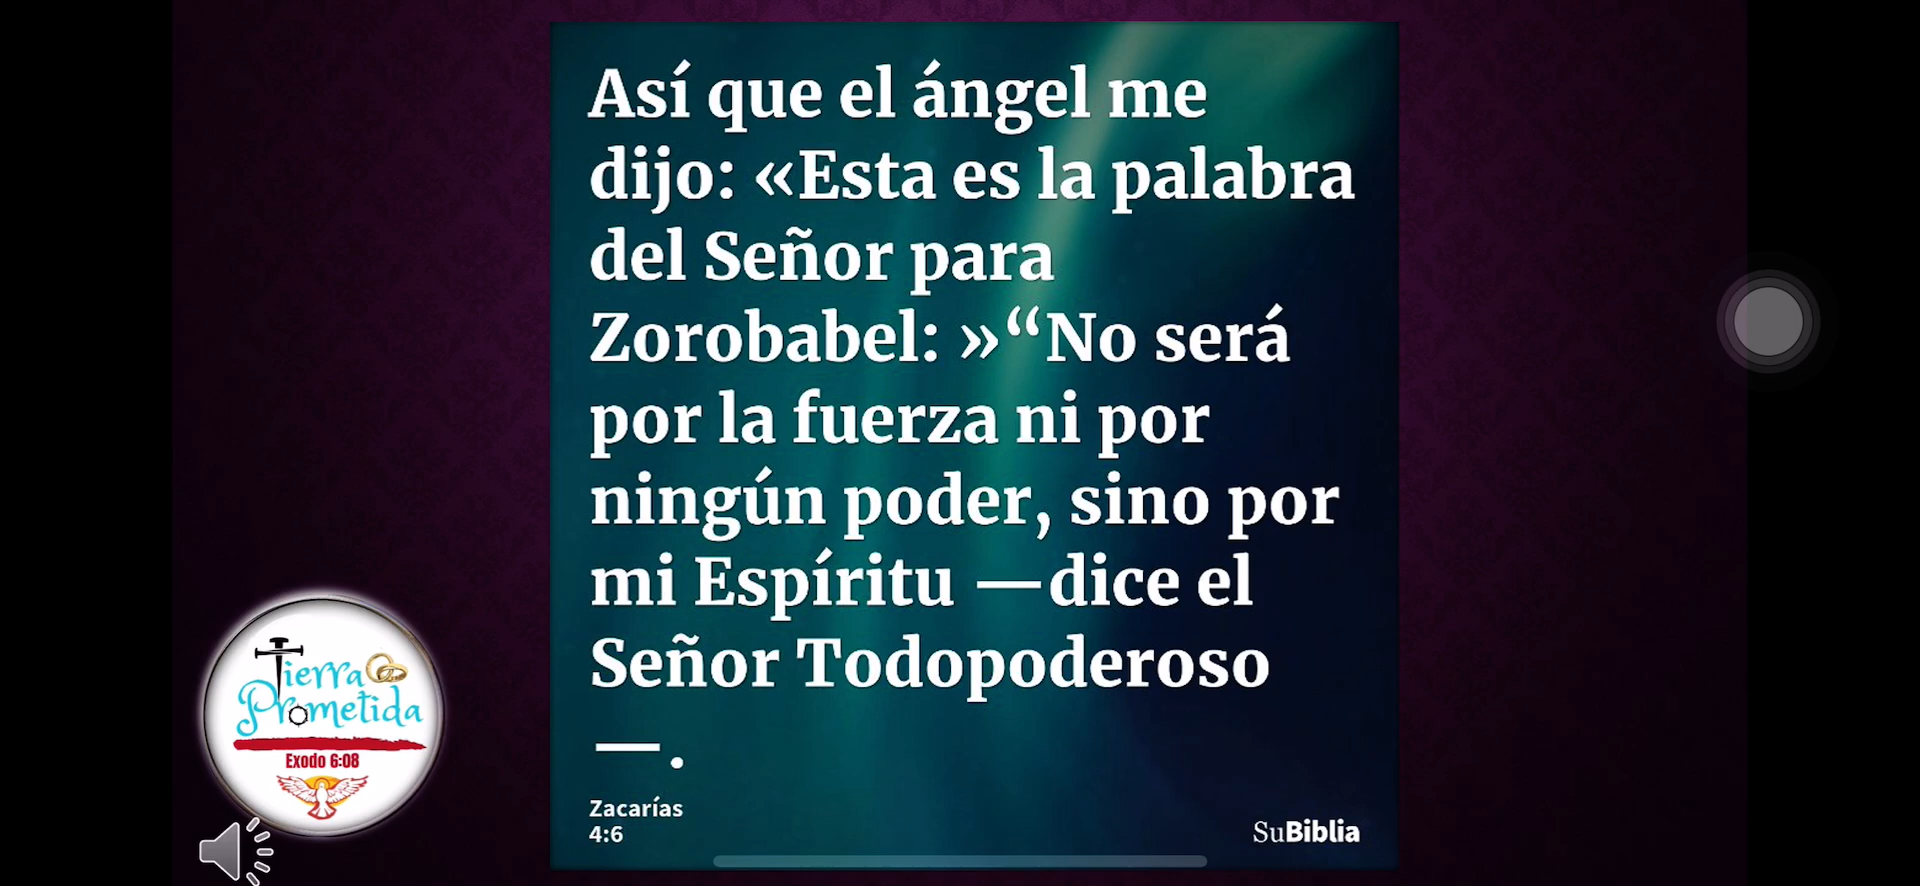 Así que el ángel me
dijo: «Esta es la palabra
del Señor para
Zorobabel: »“No será
por la fuerza ni por
ningún poder, sino por
mi Espíritu —dice el
Señor Todopoderoso
—.
Zacarías
4:6
SuBiblia
Tierra
Prometida
Exodo 6:08